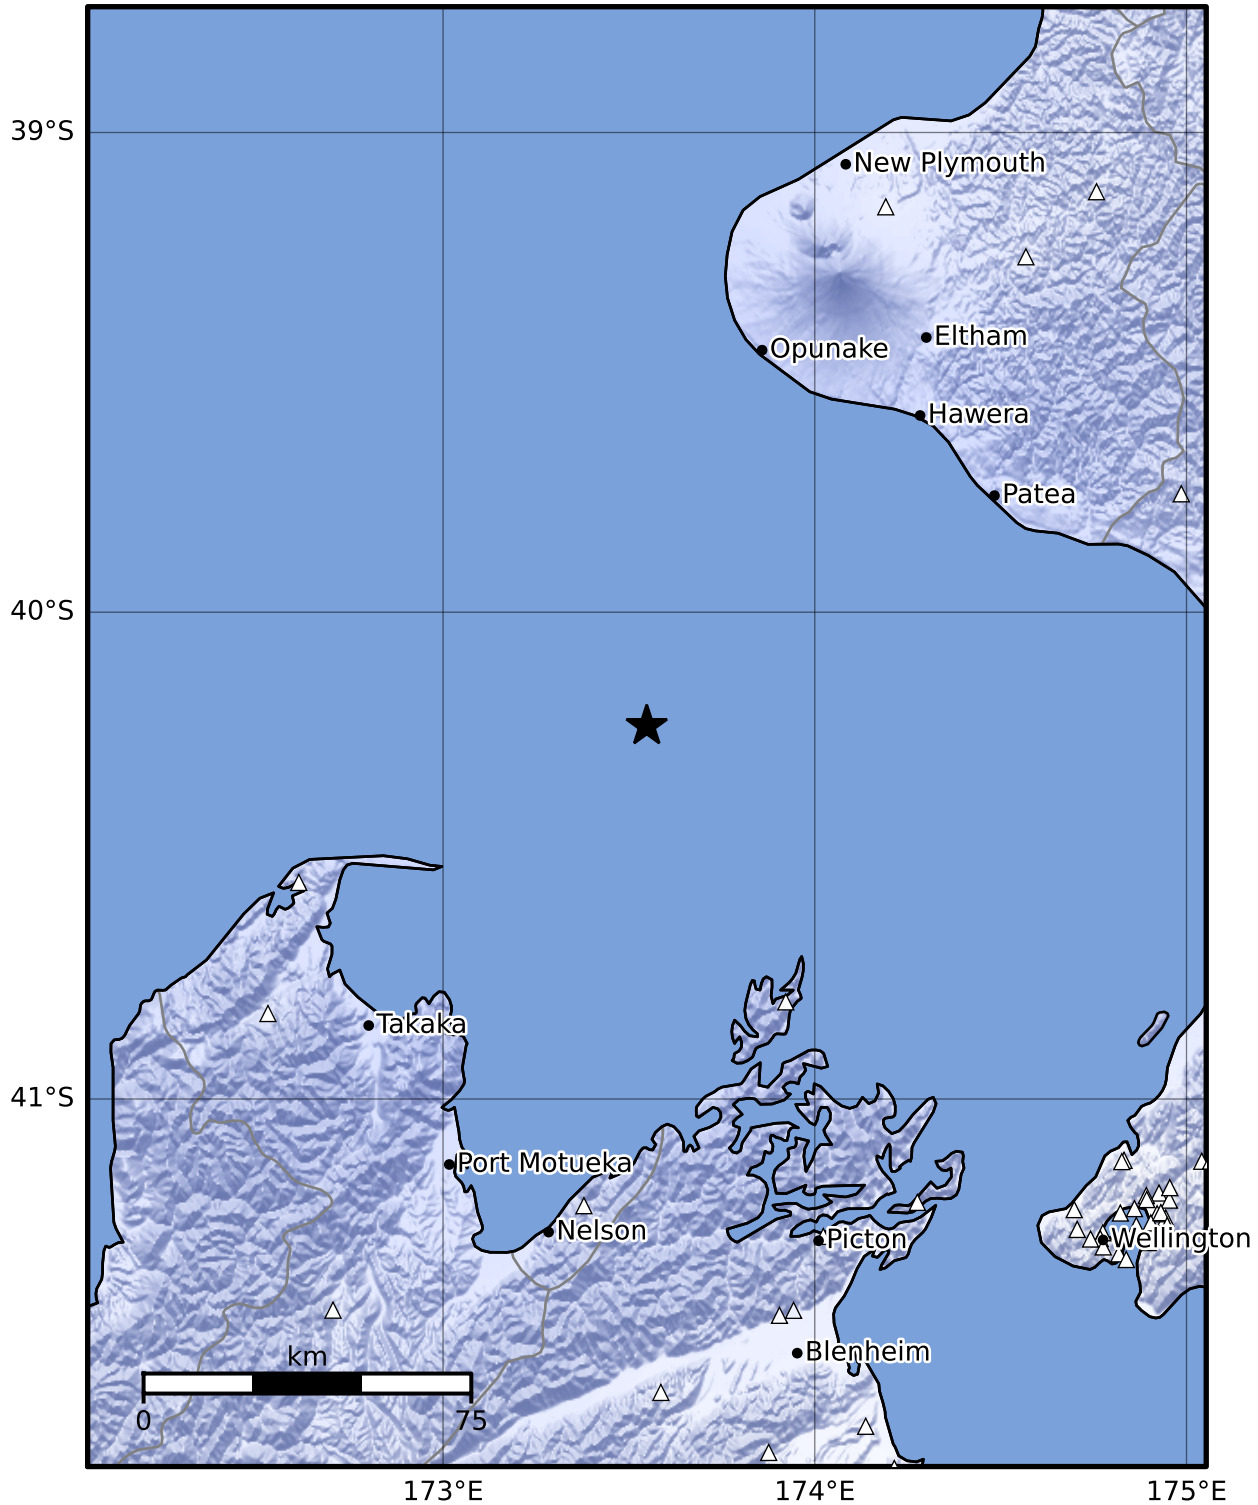 39°S
New Plymouth
Eltham
Opunake
Hawera
Patea
40°S
Takaka
41°S
Port Motueka
Nelson
Picton
Wellington
Blenheim
km
0
75
173°E
174°E
175°E